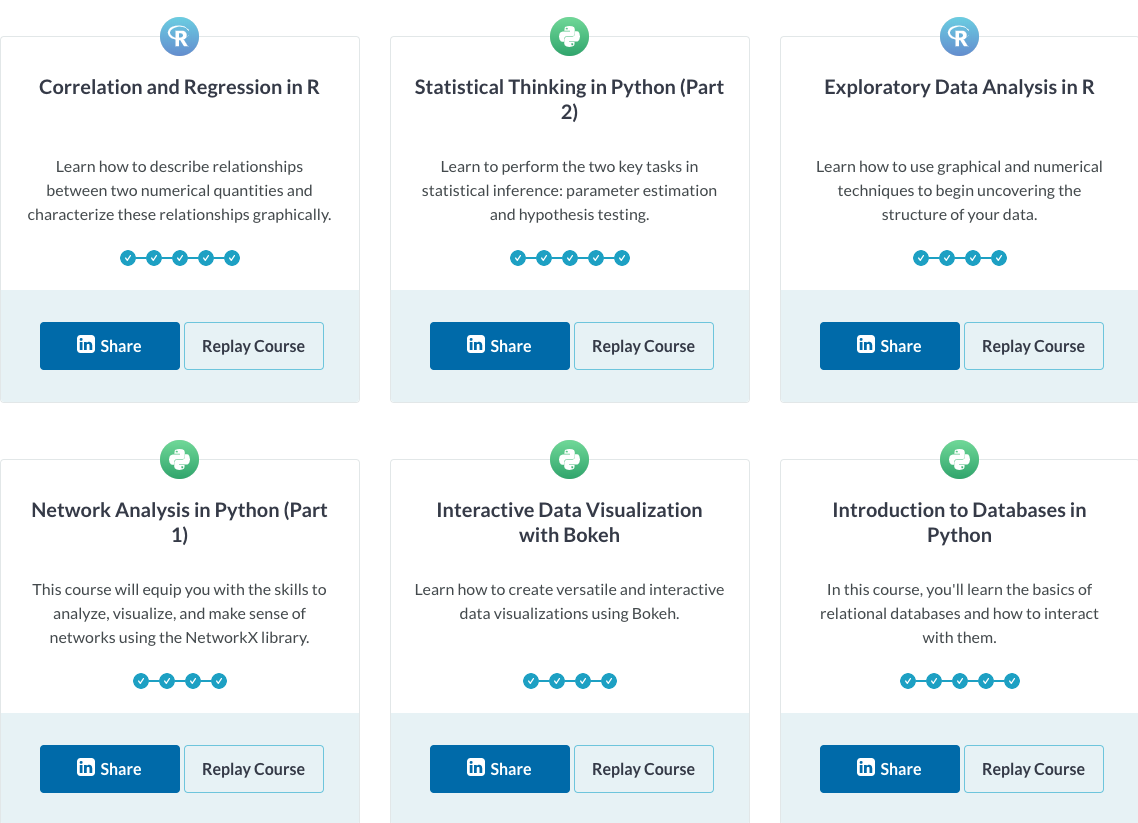 Correlation and Regression in R
Learn how to describe relationships
between two numerical quantities and
characterize these relationships graphically.
in Share
Replay Course
Statistical Thinking in Python (Part
2)
Learn to perform the two key tasks in
statistical inference: parameter estimation
and hypothesis testing.
in Share
Replay Course
Exploratory Data Analysis in R
Learn how to use graphical and numerical
techniques to begin uncovering the
structure of your data.
in Share
Replay Course
Network Analysis in Python (Part
1)
This course will equip you with the skills to
analyze, visualize, and make sense of
networks using the NetworkX library.
in Share
Replay Course
Interactive Data Visualization
with Bokeh
Learn how to create versatile and interactive
data visualizations using Bokeh.
in Share
Replay Course
Introduction to Databases in
Python
In this course, you'll learn the basics of
relational databases and how to interact
with them.
in Share
Replay Course